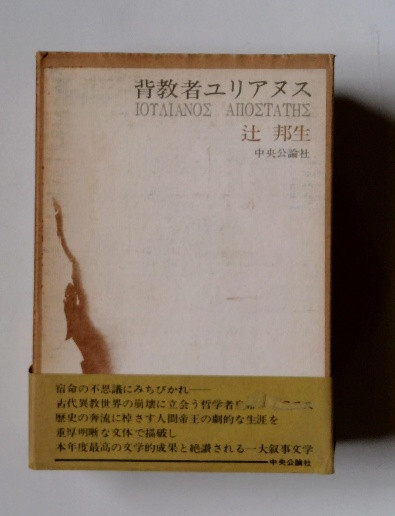 背教者ユリアヌス
ΙΟΥΛΙΑΝΟΣ ΑΠΟΣΤΑΤΗΣ
辻 邦生
中央公論社
宿命の不思議にみちびかれ──
古代異教世界の崩壊に立会う哲学者
歴史の奔流に棹さす人間帝王の劇的な生涯を
重厚明晰な文体で描破し
本年度最高の文学的成果と絶讃される一大叙事文学
中央公論社